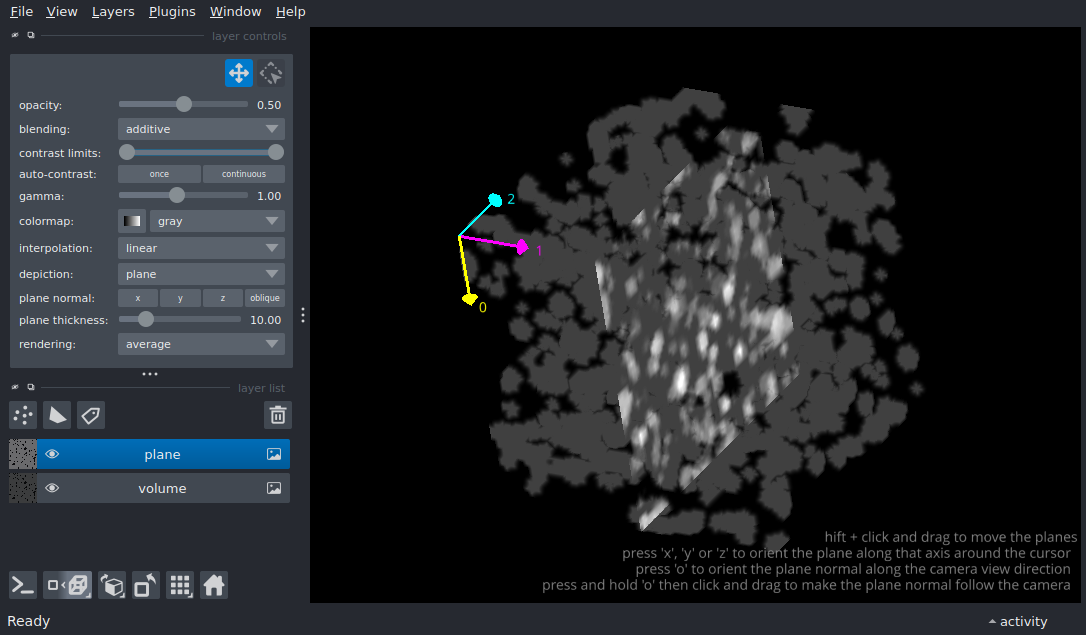 File View Layers Plugins Window Help
layer controls
opacity: 0.50
blending: additive
contrast limits:
auto-contrast: once continuous
gamma: 1.00
colormap: gray
interpolation: linear
depiction: plane
plane normal: x y z oblique
plane thickness: 10.00
rendering: average
layer list
plane
volume
2
1
0
hift + click and drag to move the planes
press 'x', 'y' or 'z' to orient the plane along that axis around the cursor
press 'o' to orient the plane normal along the camera view direction
press and hold 'o' then click and drag to make the plane normal follow the camera
Ready
activity